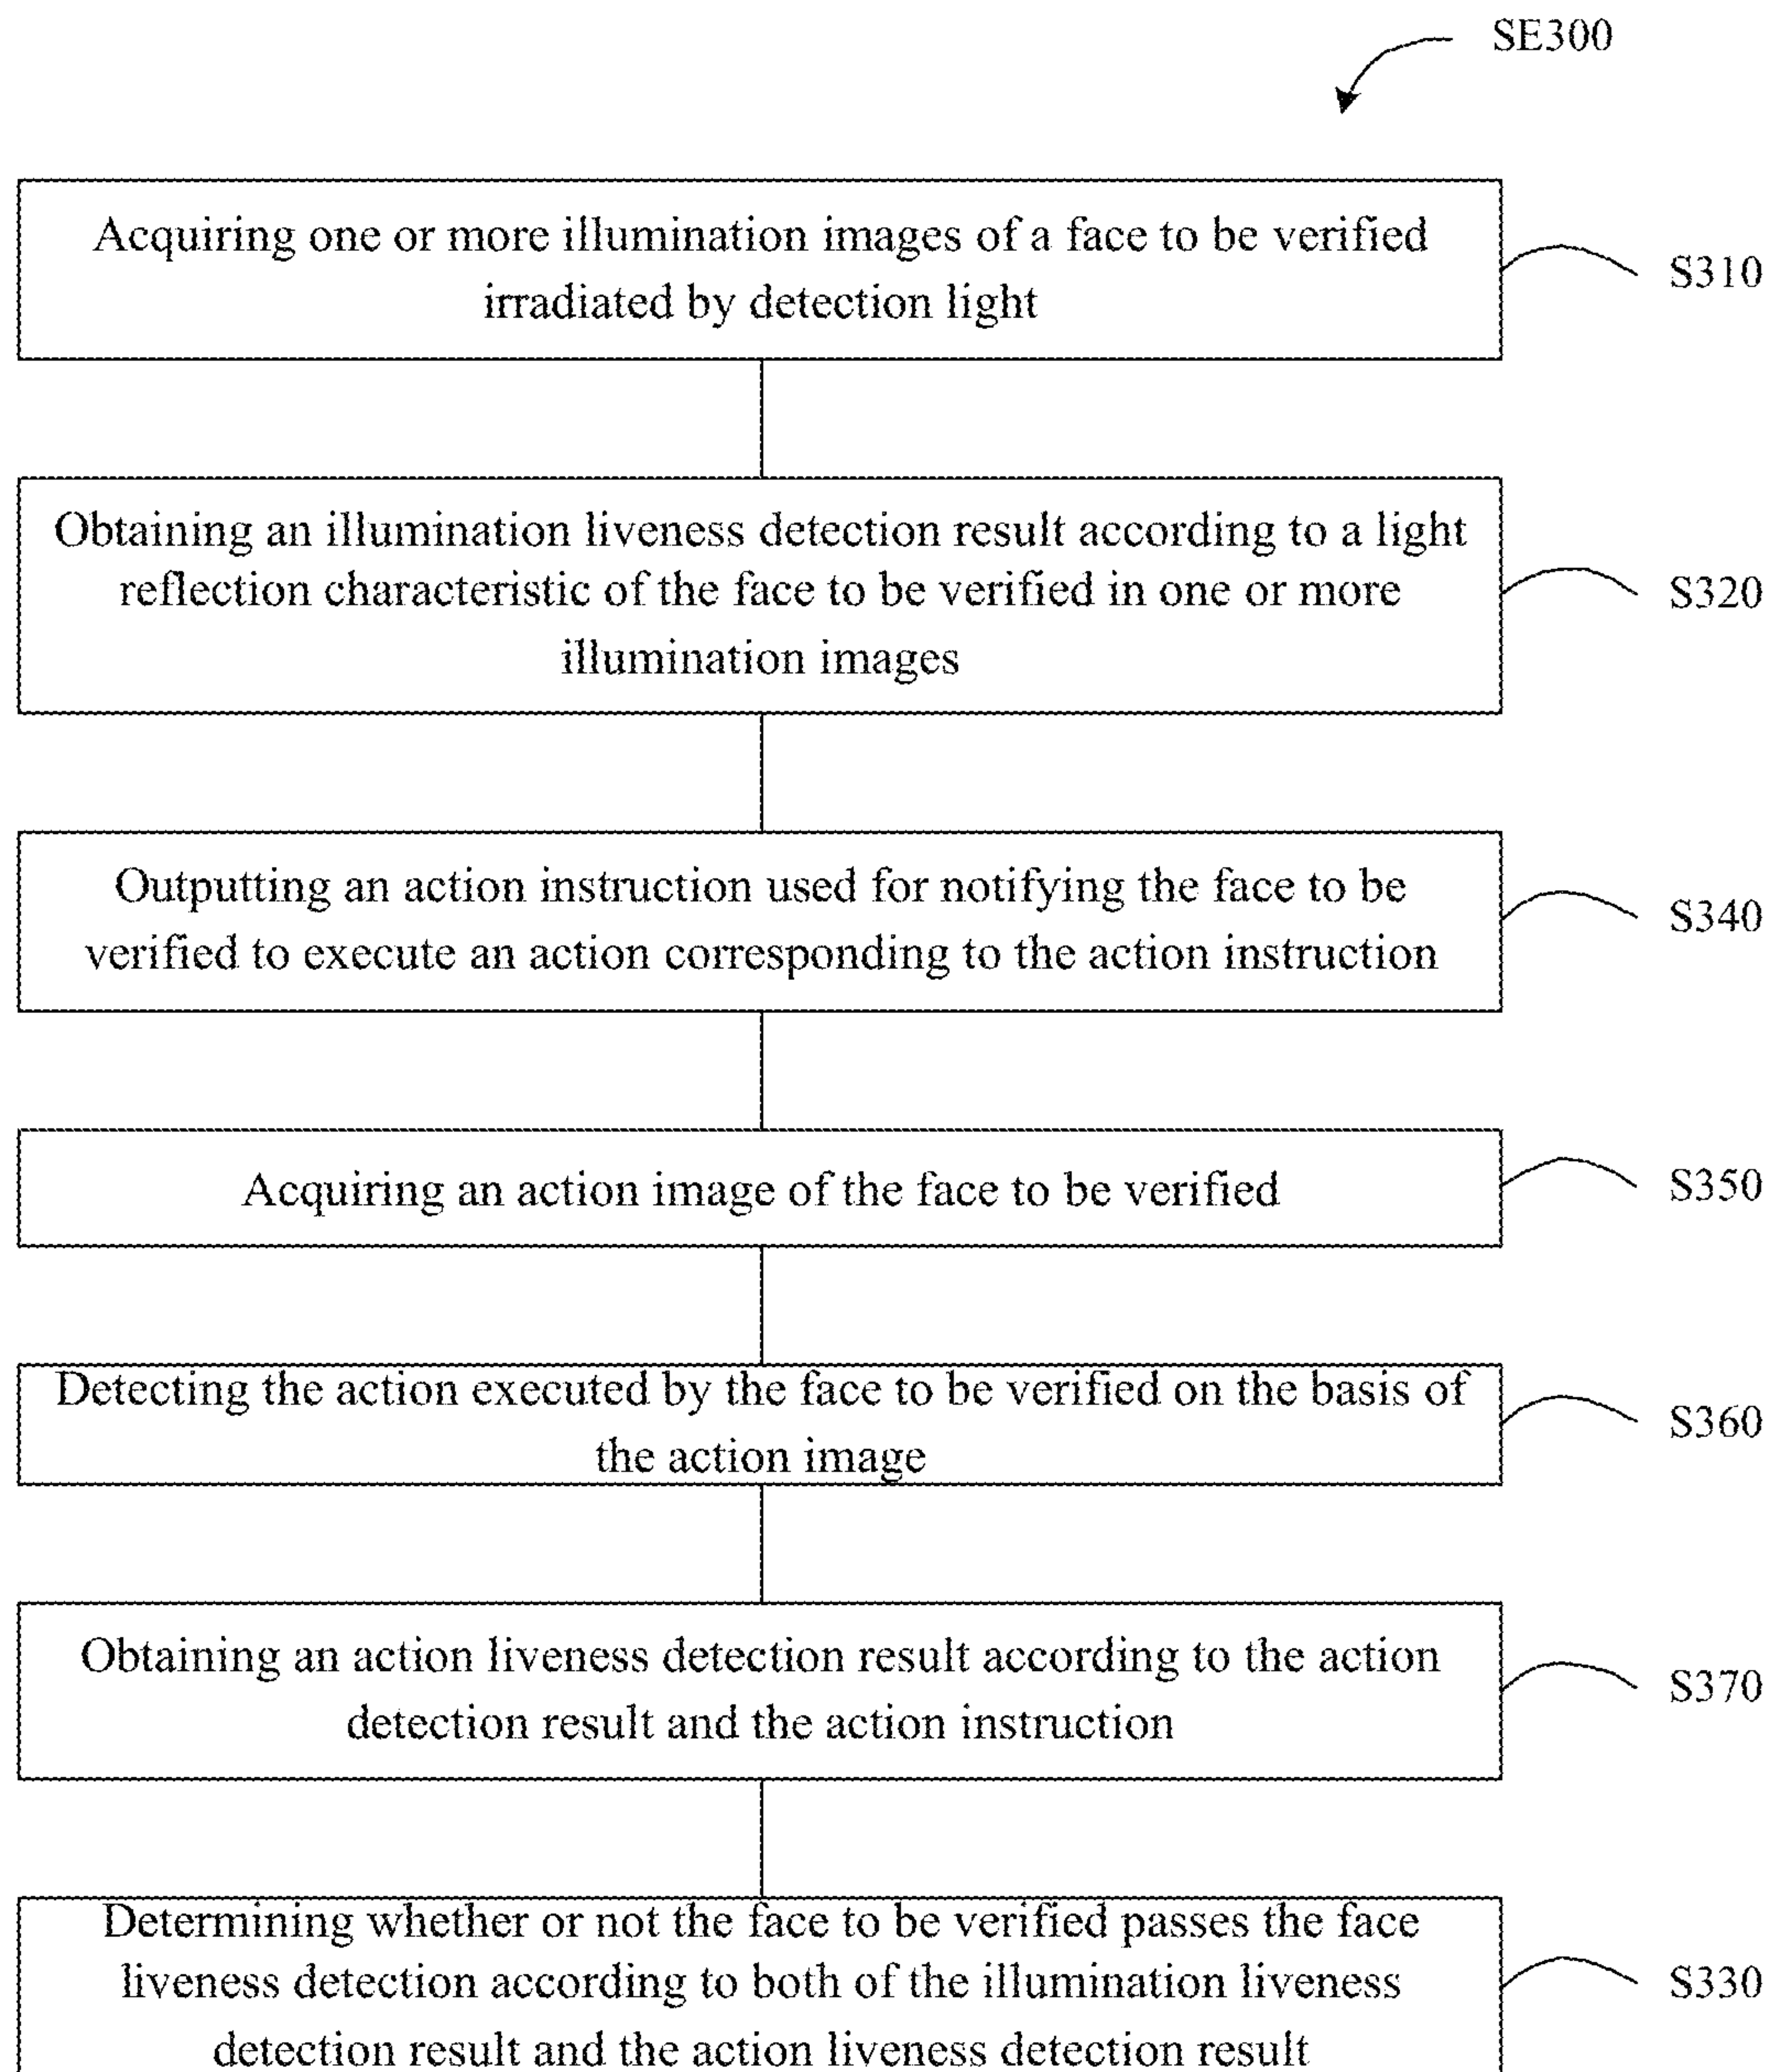 SE300
Acquiring one or more illumination images of a face to be verified
irradiated by detection light
S310
Obtaining an illumination liveness detection result according to a light
reflection characteristic of the face to be verified in one or more
illumination images
S320
Outputting an action instruction used for notifying the face to be
verified to execute an action corresponding to the action instruction
S340
Acquiring an action image of the face to be verified
S350
Detecting the action executed by the face to be verified on the basis of
the action image
S360
Obtaining an action liveness detection result according to the action
detection result and the action instruction
S370
Determining whether or not the face to be verified passes the face
liveness detection according to both of the illumination liveness
detection result and the action liveness detection result
S330